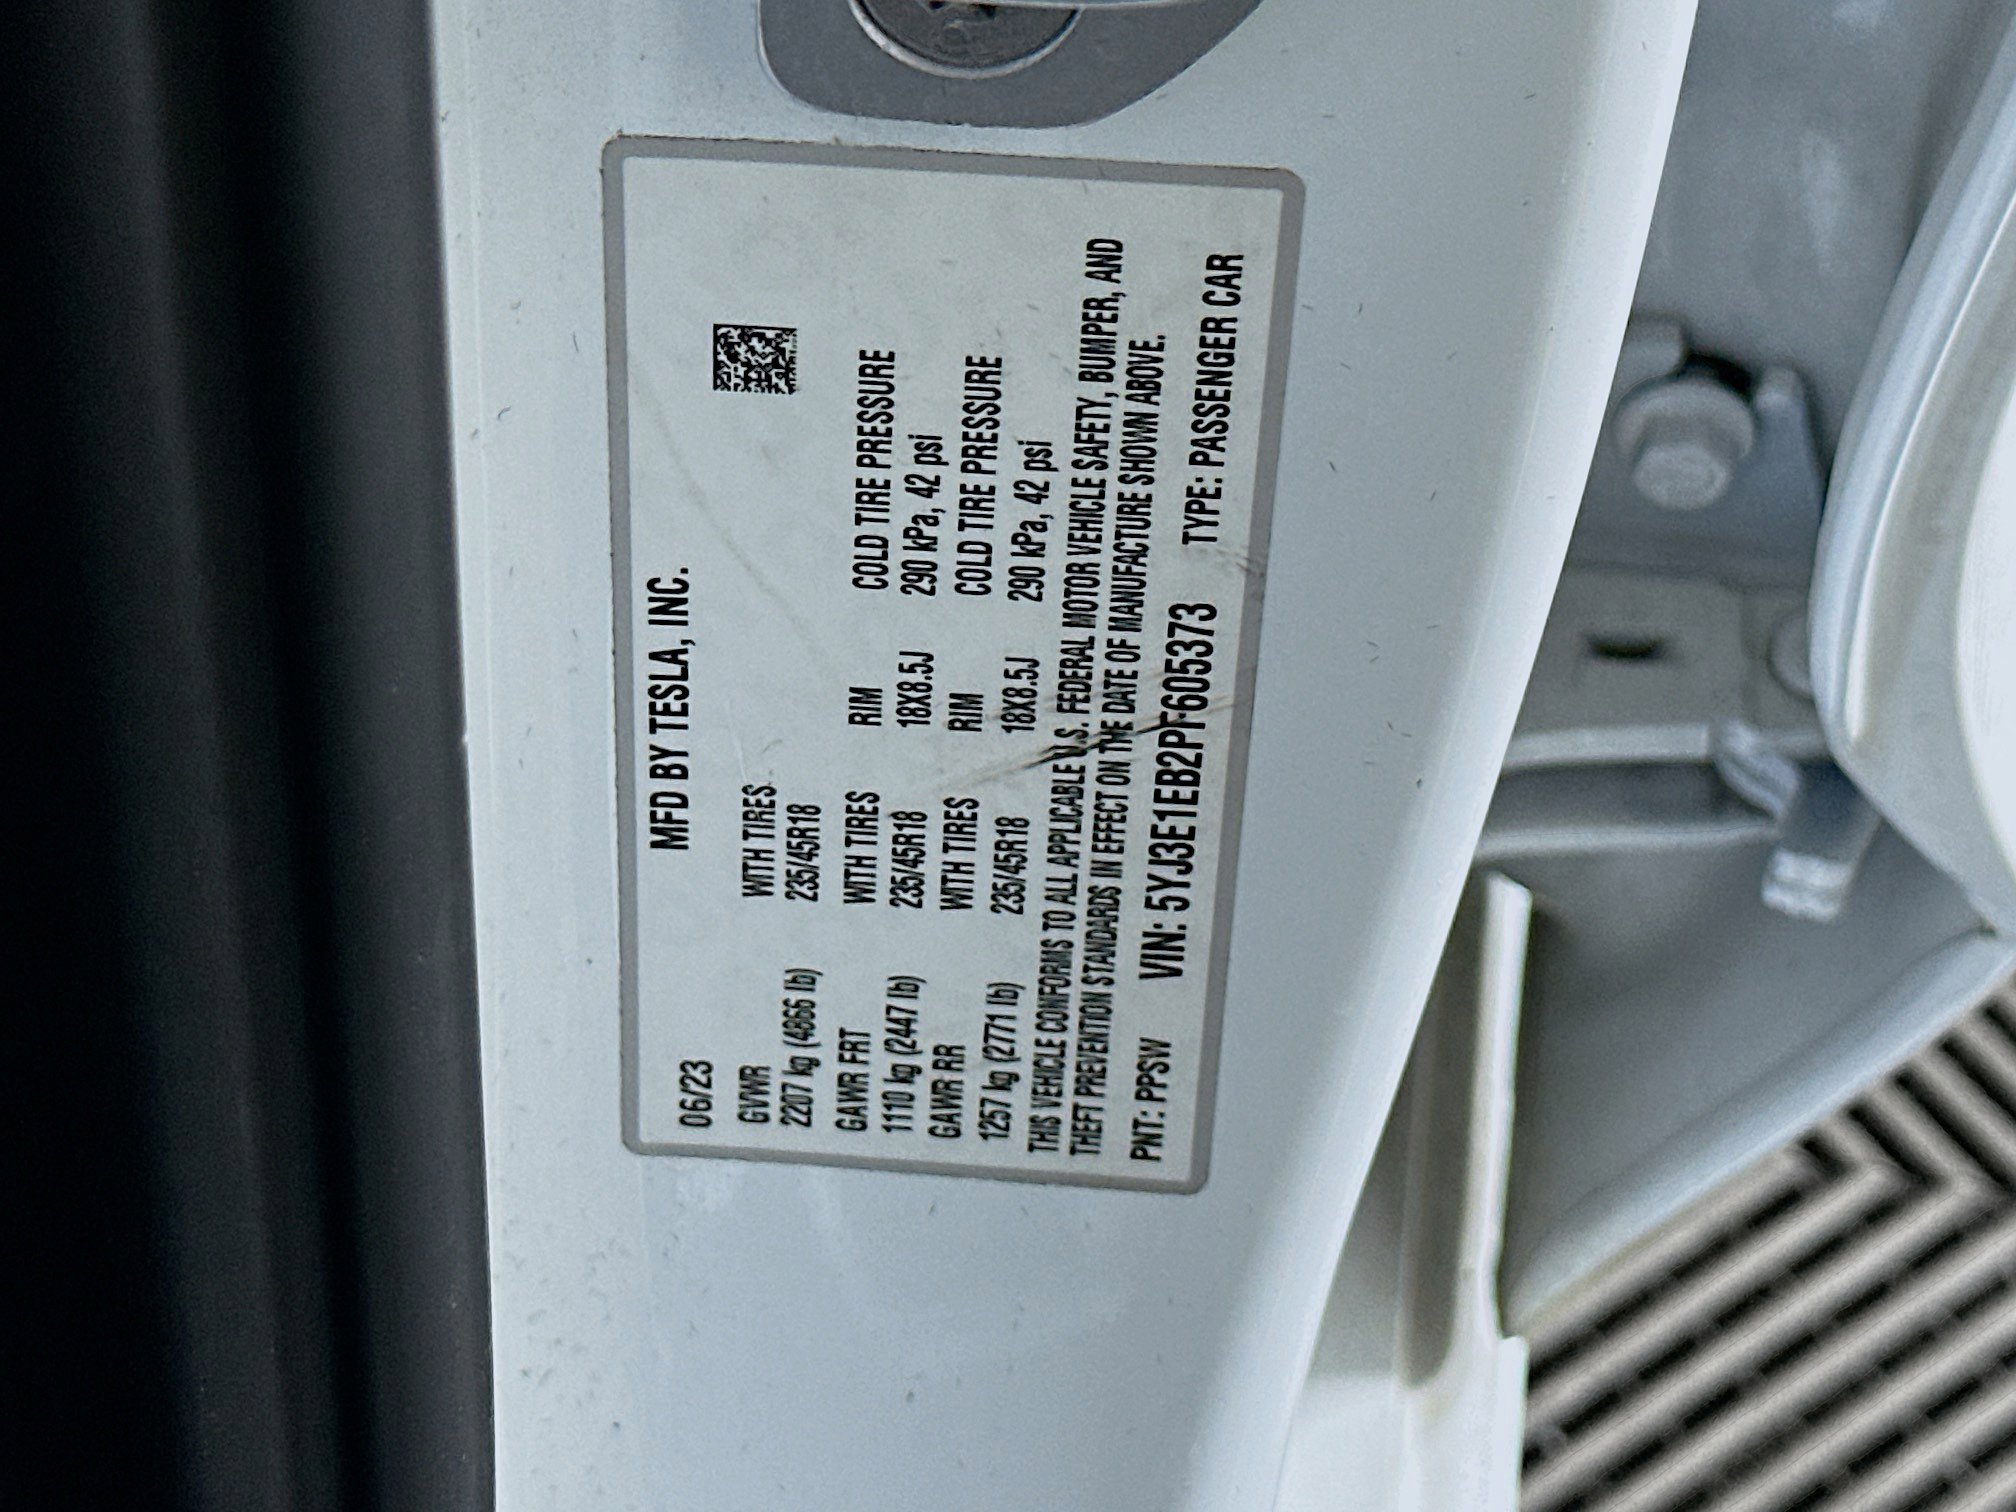 MFD BY TESLA, INC.
06/23
GVWR WITH TIRES
2207 kg (4866 lb) 235/45R18
GAWR FRT WITH TIRES RIM COLD TIRE PRESSURE
1110 kg (2447 lb) 235/45R18 18X8.5J 290 kPa, 42 psi
GAWR RR WITH TIRES RIM COLD TIRE PRESSURE
1257 kg (2771 lb) 235/45R18 18X8.5J 290 kPa, 42 psi
THIS VEHICLE CONFORMS TO ALL APPLICABLE U.S. FEDERAL MOTOR VEHICLE SAFETY, BUMPER, AND
THEFT PREVENTION STANDARDS IN EFFECT ON THE DATE OF MANUFACTURE SHOWN ABOVE.
PNT: PPSW VIN: 5YJ3E1EB2PF605373 TYPE: PASSENGER CAR